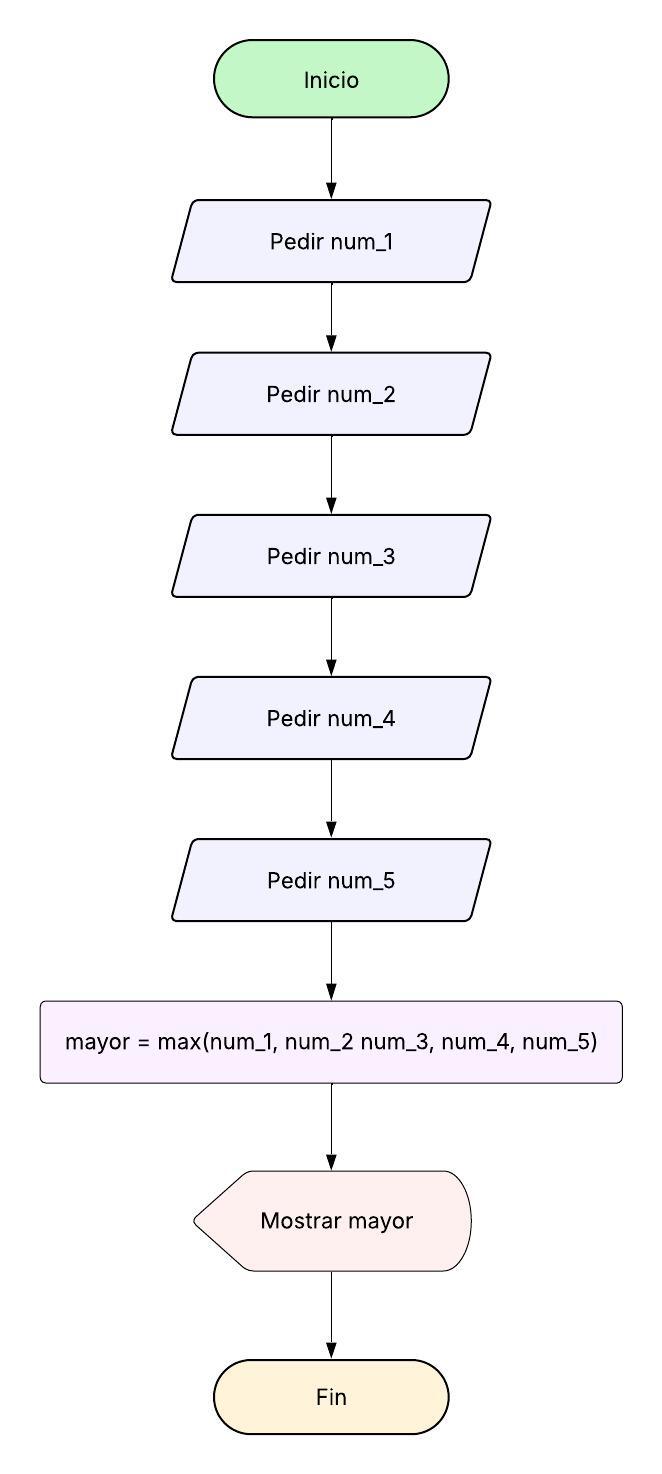 Inicio
Pedir num_1
Pedir num_2
Pedir num_3
Pedir num_4
Pedir num_5
mayor = max(num_1, num_2 num_3, num_4, num_5)
Mostrar mayor
Fin